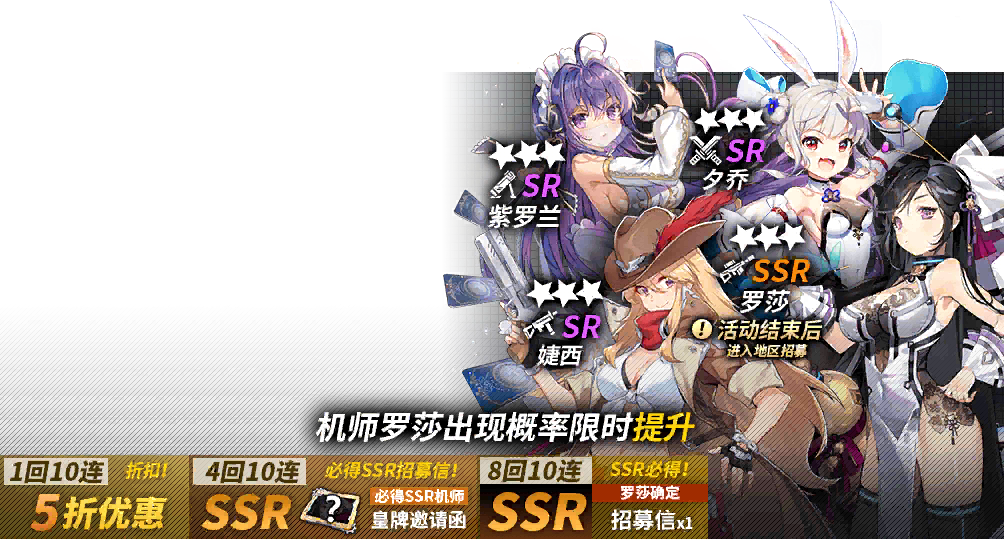 SR
紫罗兰
SR
夕乔
SSR
罗莎
! 活动结束后
进入地区招募
SR
婕西
机师罗莎出现概率限时提升
1回10连 折扣!
5折优惠
4回10连 必得SSR招募信!
SSR
?
必得SSR机师
皇牌邀请函
8回10连 SSR必得!
SSR
罗莎确定
招募信x1